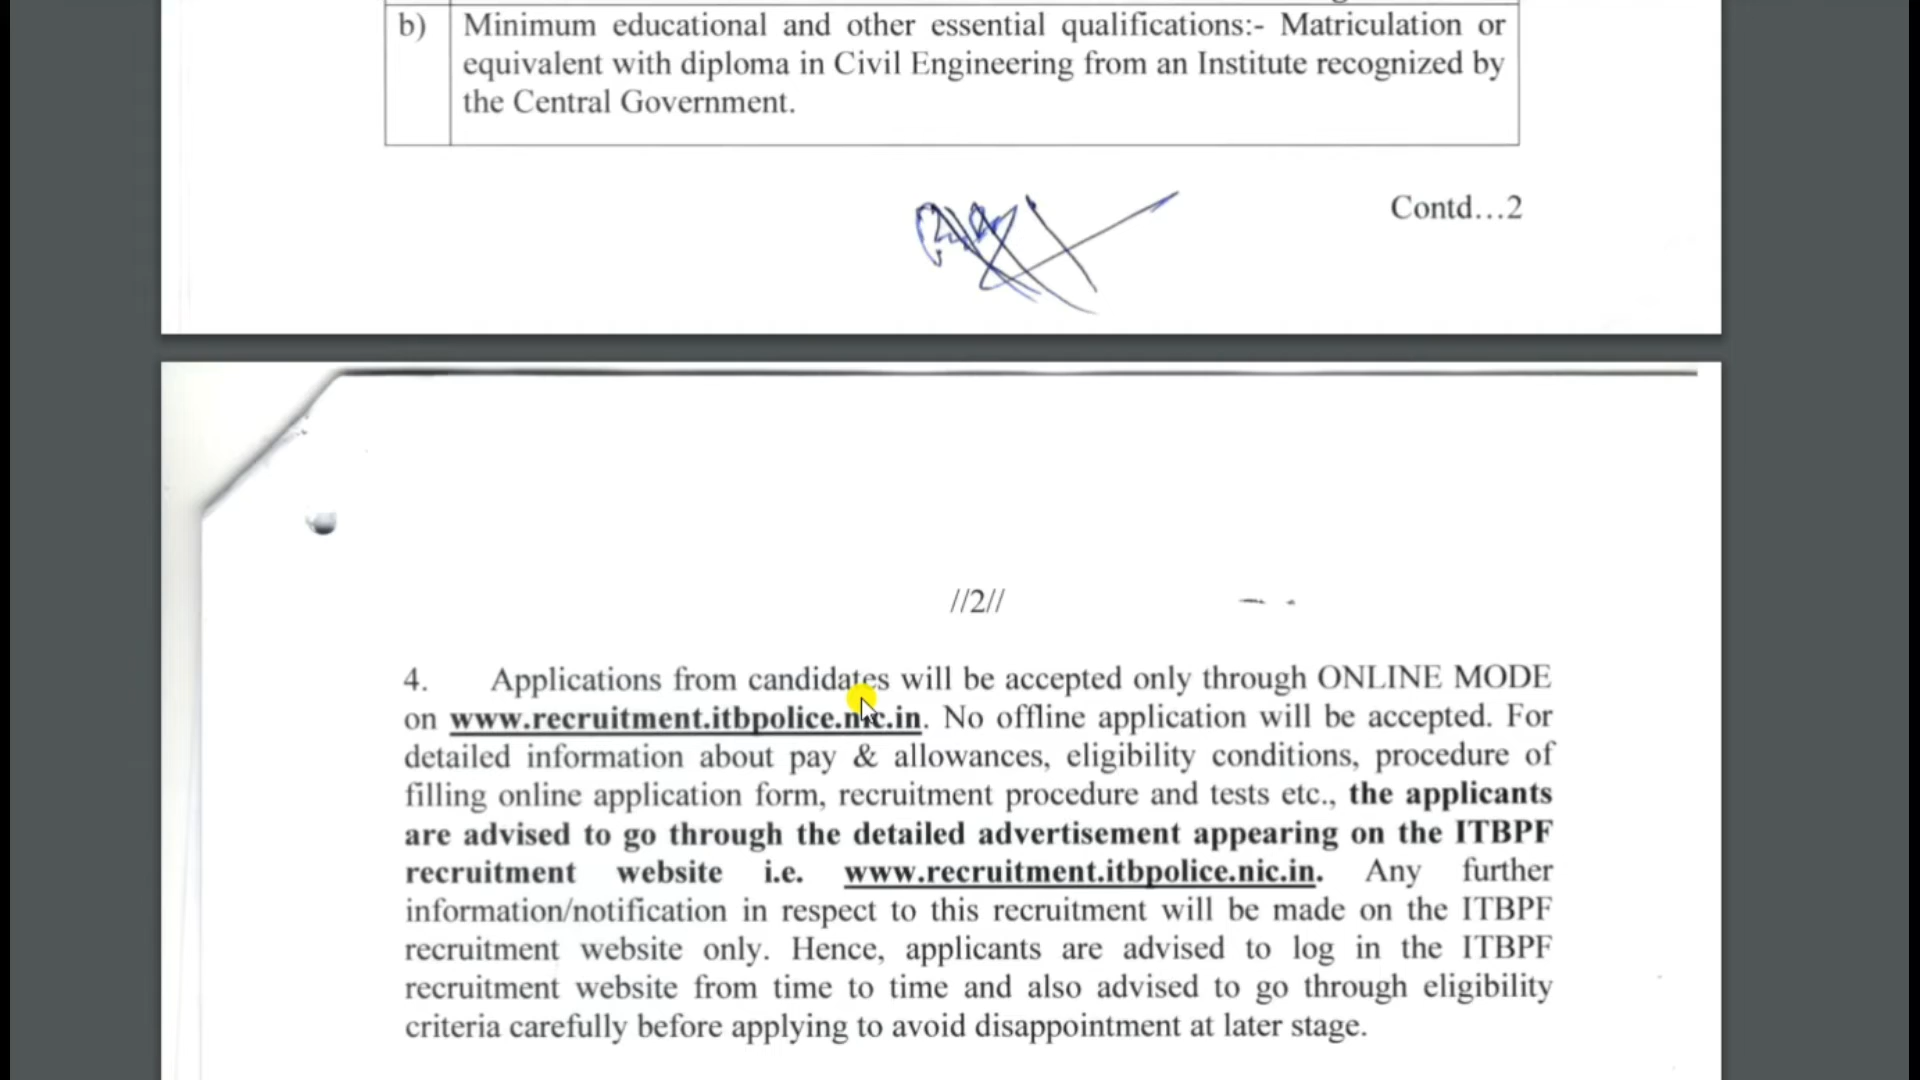 b) Minimum educational and other essential qualifications:- Matriculation or
equivalent with diploma in Civil Engineering from an Institute recognized by
the Central Government.
Contd...2
//2//
4. Applications from candidates will be accepted only through ONLINE MODE
on www.recruitment.itbpolice.nic.in. No offline application will be accepted. For
detailed information about pay & allowances, eligibility conditions, procedure of
filling online application form, recruitment procedure and tests etc., the applicants
are advised to go through the detailed advertisement appearing on the ITBPF
recruitment website i.e. www.recruitment.itbpolice.nic.in. Any further
information/notification in respect to this recruitment will be made on the ITBPF
recruitment website only. Hence, applicants are advised to log in the ITBPF
recruitment website from time to time and also advised to go through eligibility
criteria carefully before applying to avoid disappointment at later stage.